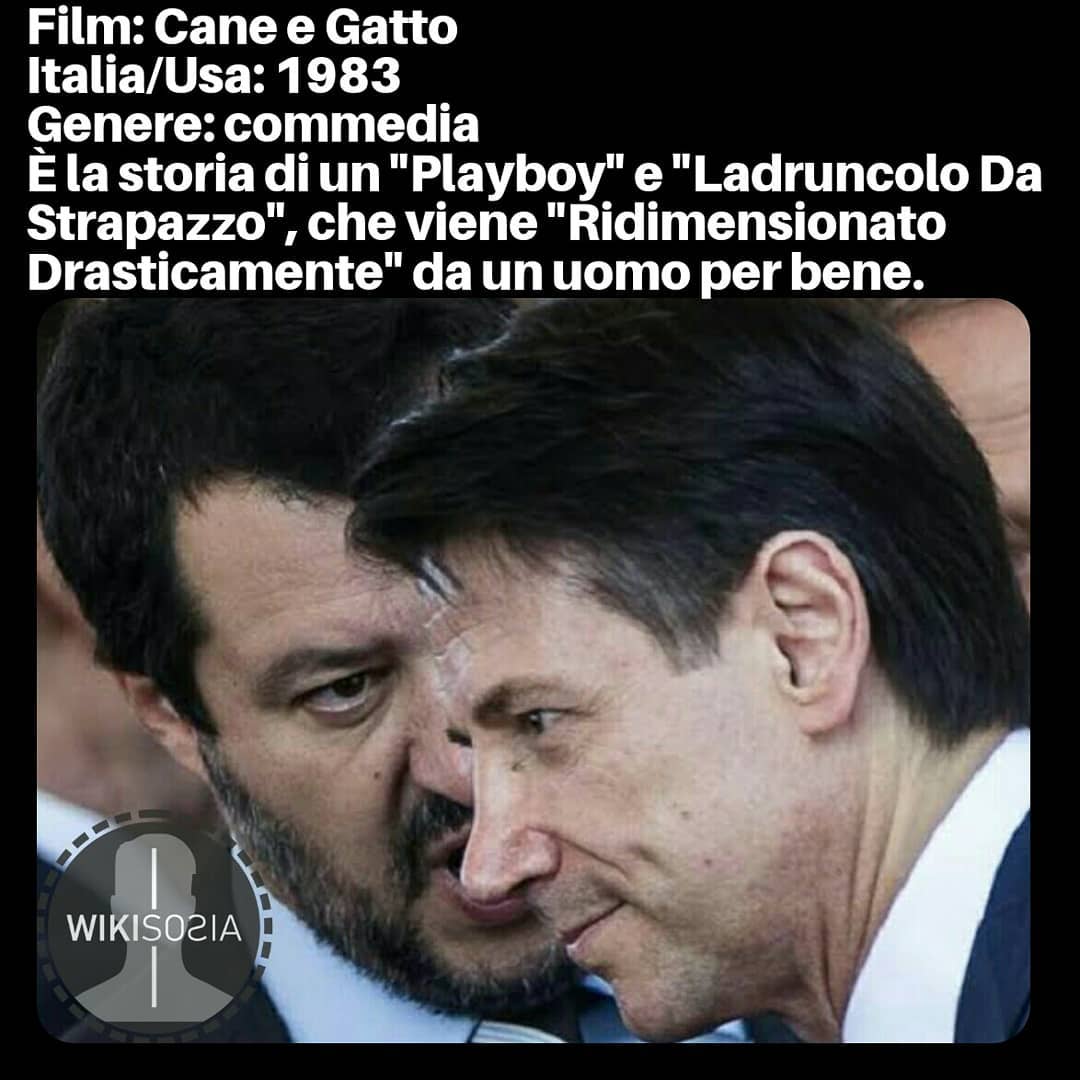 Film: Cane e Gatto
Italia/Usa: 1983
Genere: commedia
È la storia di un "Playboy" e "Ladruncolo Da
Strapazzo", che viene "Ridimensionato
Drasticamente" da un uomo per bene.
WIKISOSIA